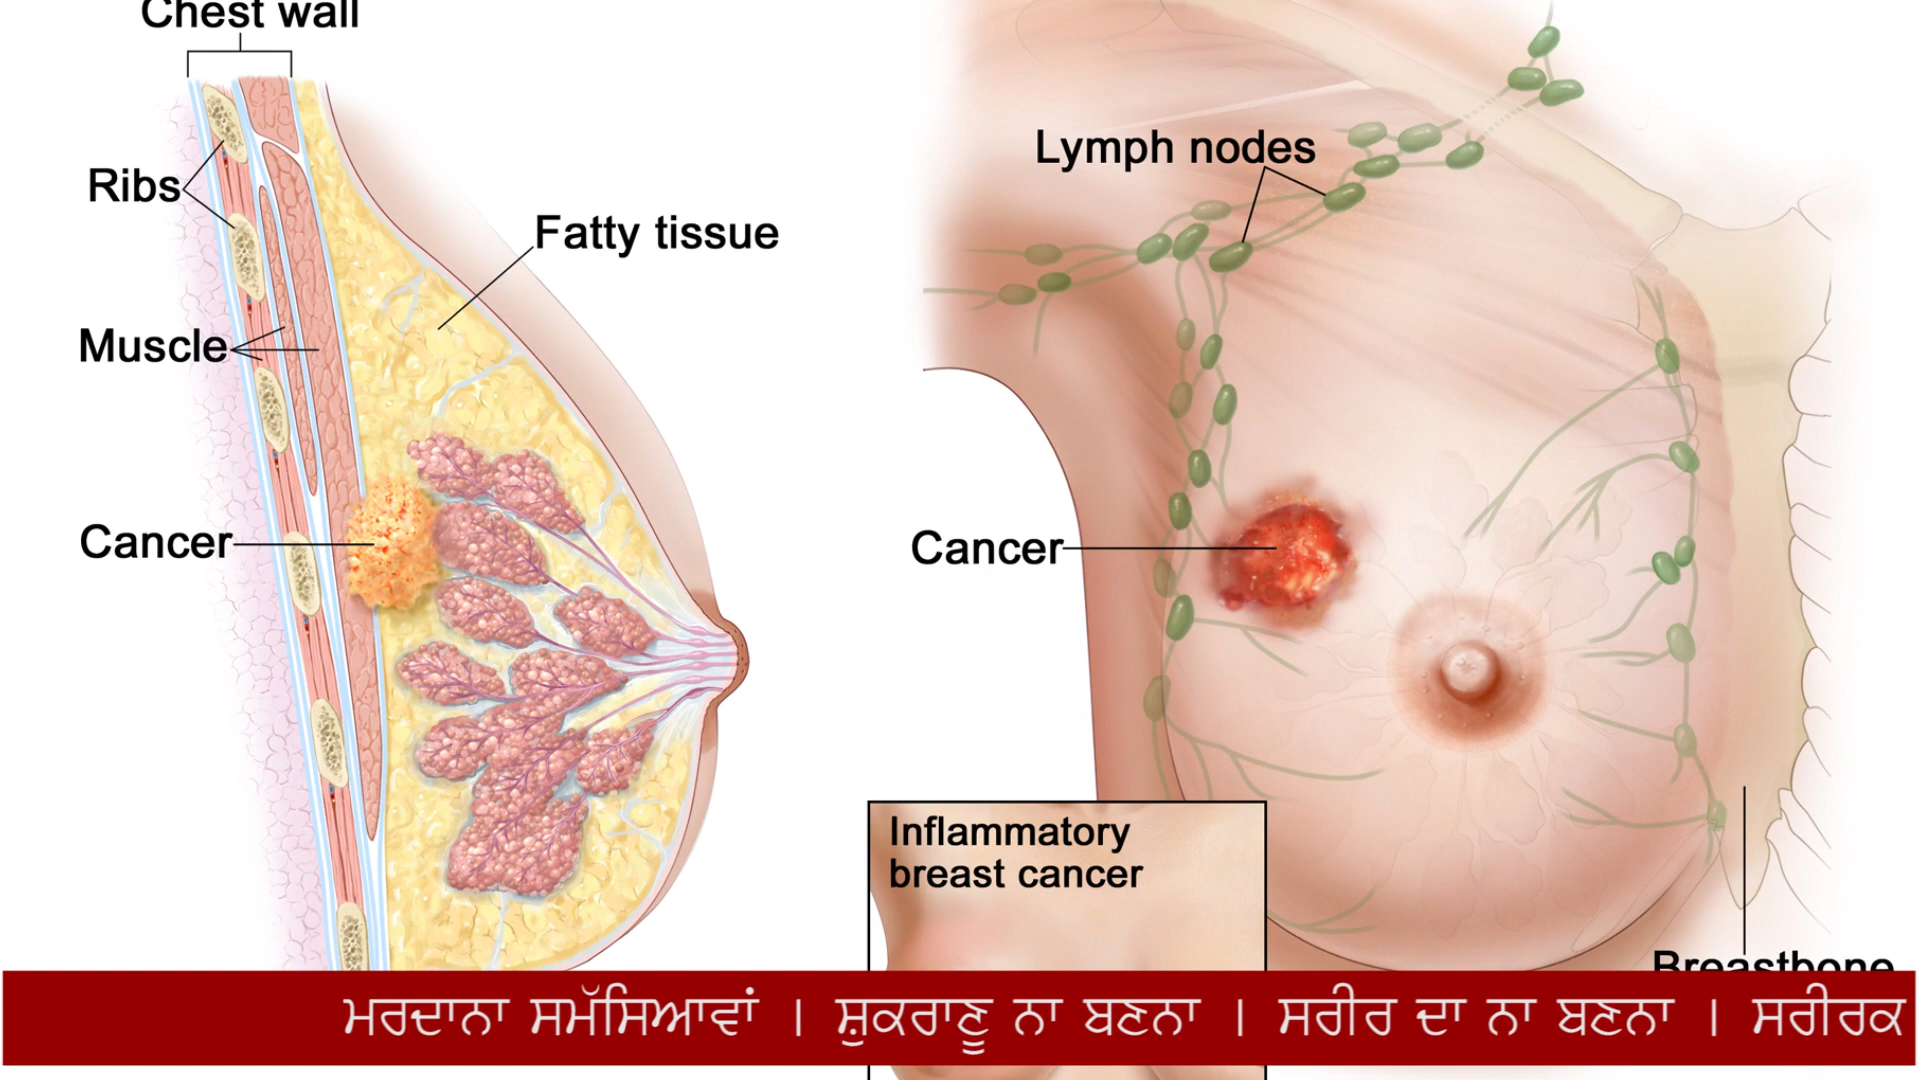 Chest wall
Ribs
Fatty tissue
Muscle
Cancer
Lymph nodes
Cancer
Inflammatory
breast cancer
Breastbone
ਮਰਦਾਨਾ ਸਮੱਸਿਆਵਾਂ । ਸ਼ੁਕਰਾਣੂ ਨਾ ਬਣਨਾ । ਸਰੀਰ ਦਾ ਨਾ ਬਣਨਾ । ਸਰੀਰਕ